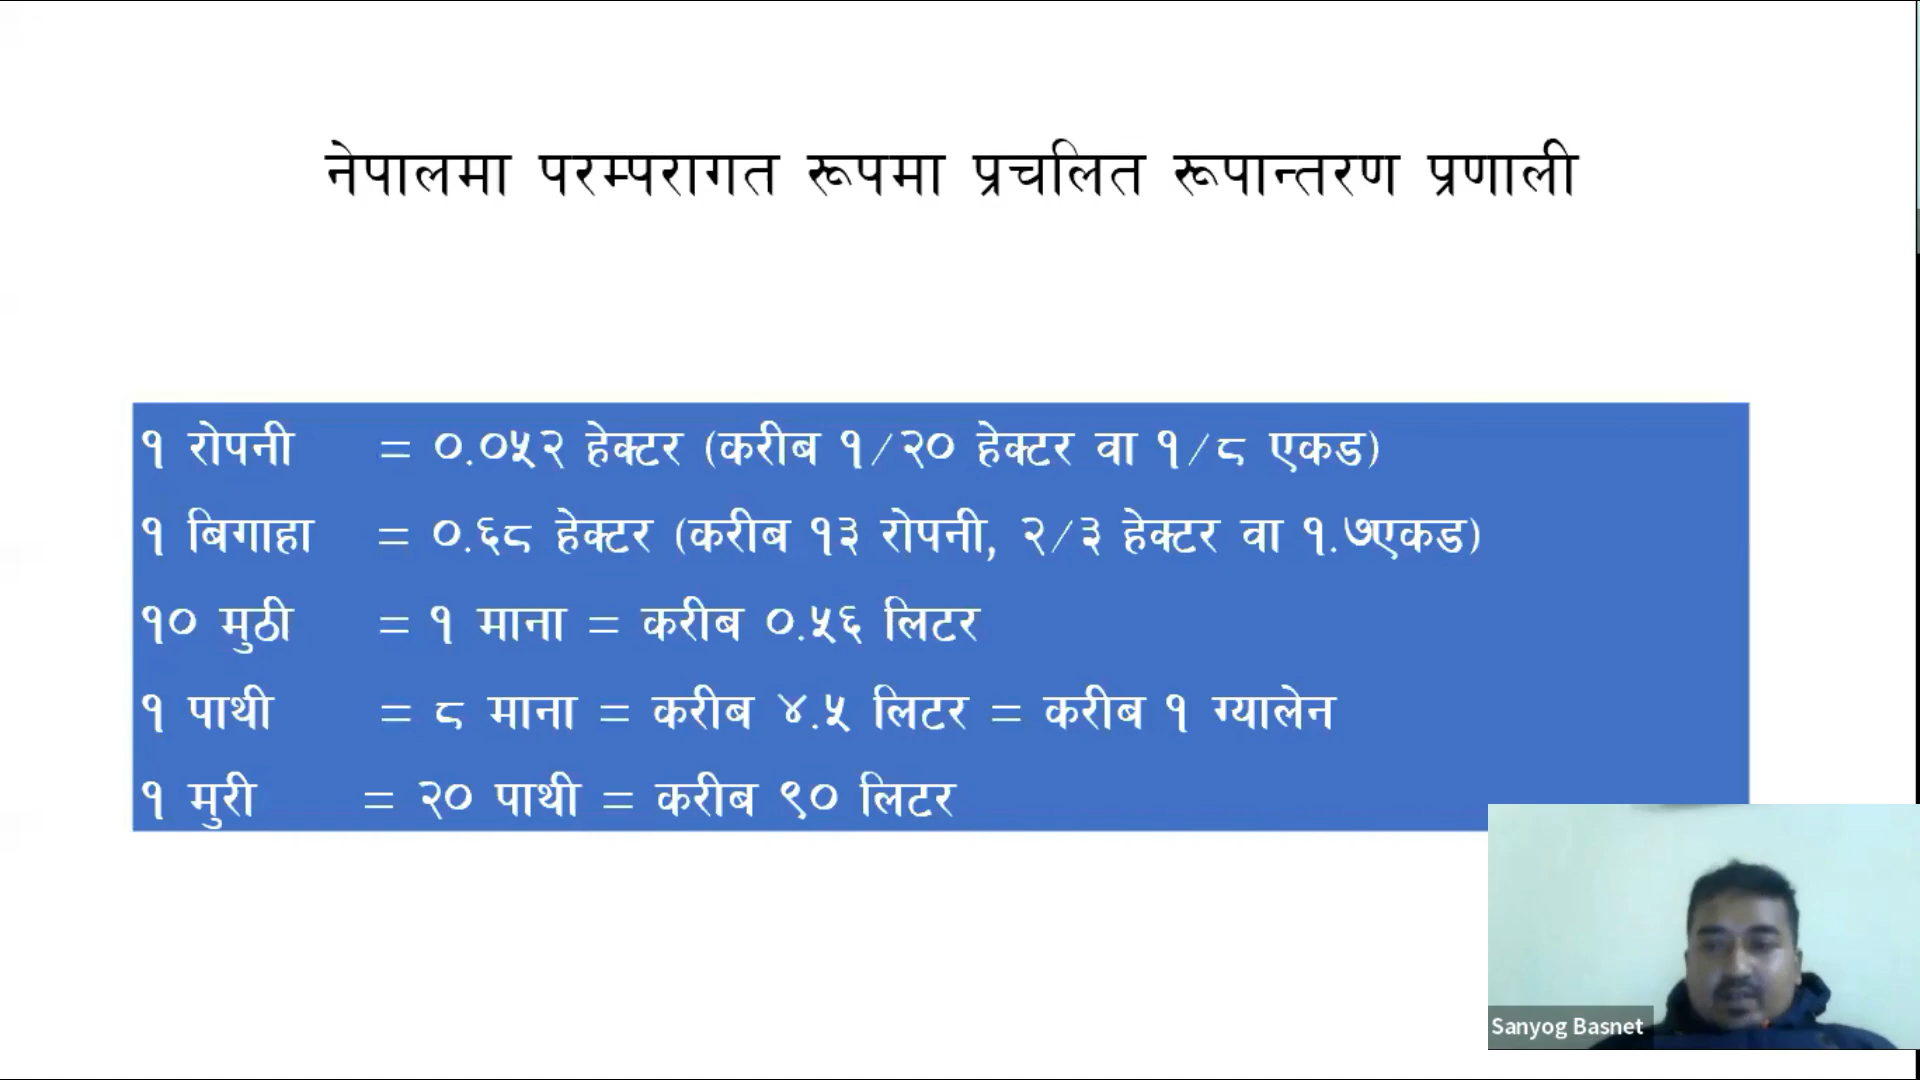 नेपालमा परम्परागत रूपमा प्रचलित रूपान्तरण प्रणाली
१ रोपनी = ०.०५२ हेक्टर (करीब १/२० हेक्टर वा १/८ एकड)
१ बिगाहा = ०.६८ हेक्टर (करीब १३ रोपनी, २/३ हेक्टर वा १.७एकड)
१० मुठी = १ माना = करीब ०.५६ लिटर
१ पाथी = ८ माना = करीब ४.५ लिटर = करीब १ ग्यालेन
१ मुरी = २० पाथी = करीब ९० लिटर
Sanyog Basnet